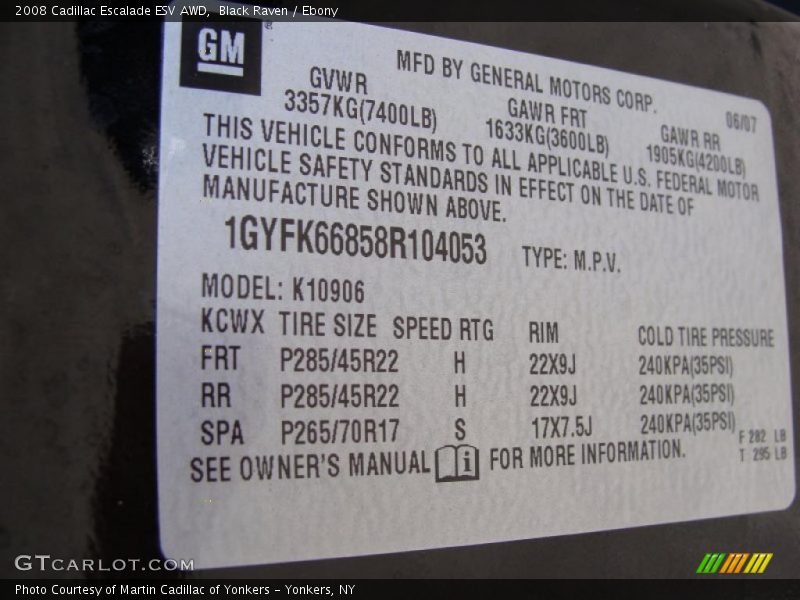 2008 Cadillac Escalade ESV AWD,  Black Raven / Ebony
GM
MFD BY GENERAL MOTORS CORP.
06/07
GVWR GAWR FRT GAWR RR
3357KG(7400LB) 1633KG(3600LB) 1905KG(4200LB)
THIS VEHICLE CONFORMS TO ALL APPLICABLE U.S. FEDERAL MOTOR
VEHICLE SAFETY STANDARDS IN EFFECT ON THE DATE OF
MANUFACTURE SHOWN ABOVE.
1GYFK66858R104053 TYPE: M.P.V.
MODEL: K10906
KCWX TIRE SIZE SPEED RTG RIM COLD TIRE PRESSURE
FRT P285/45R22 H 22X9J 240KPA(35PSI)
RR P285/45R22 H 22X9J 240KPA(35PSI)
SPA P265/70R17 S 17X7.5J 240KPA(35PSI)
SEE OWNER'S MANUAL i FOR MORE INFORMATION.
F 282 LB
T 295 LB
GTCARLOT.COM
Photo Courtesy of Martin Cadillac of Yonkers – Yonkers, NY